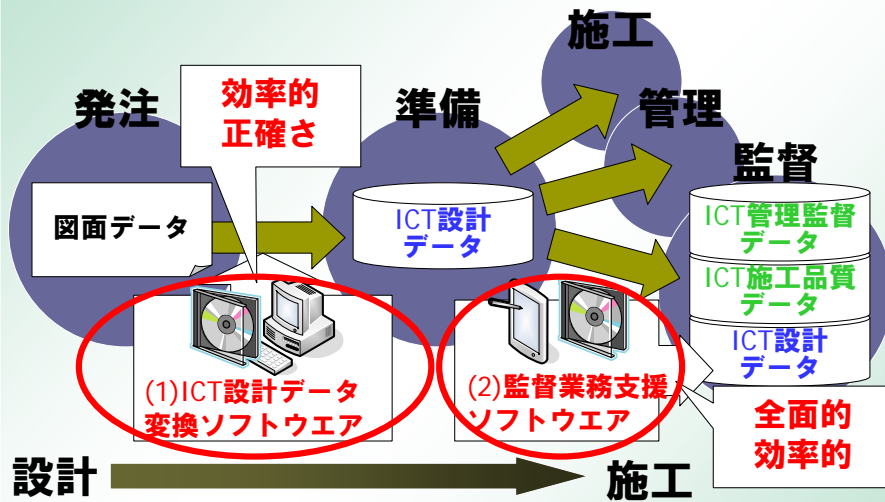 施工
発注
効率的
正確さ
準備
管理
監督
図面データ
ICT設計
データ
ICT管理監督
データ
ICT施工品質
データ
ICT設計
データ
(1)ICT設計データ
変換ソフトウエア
(2)監督業務支援
ソフトウエア
全面的
効率的
設計
施工